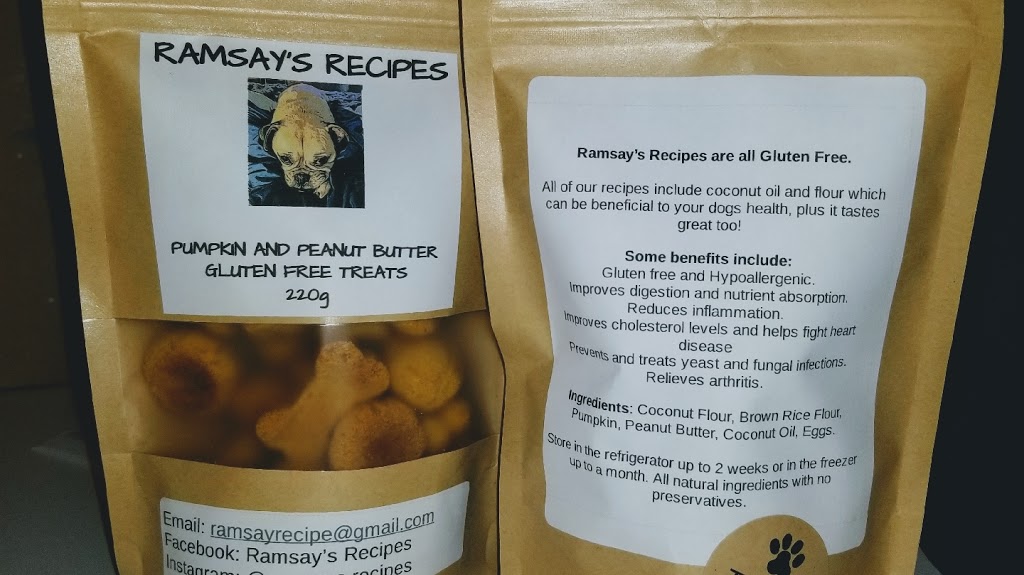 RAMSAY'S RECIPES
PUMPKIN AND PEANUT BUTTER
GLUTEN FREE TREATS
220g
Email: ramsayrecipe@gmail.com
Facebook: Ramsay's Recipes
Instagram: recipes
Ramsay's Recipes are all Gluten Free.
All of our recipes include coconut oil and flour which
can be beneficial to your dogs health, plus it tastes
great too!
Some benefits include:
Gluten free and Hypoallergenic.
Improves digestion and nutrient absorption.
Reduces inflammation.
Improves cholesterol levels and helps fight heart
disease
Prevents and treats yeast and fungal infections.
Relieves arthritis.
Ingredients: Coconut Flour, Brown Rice Flour,
Pumpkin, Peanut Butter, Coconut Oil, Eggs.
Store in the refrigerator up to 2 weeks or in the freezer
up to a month. All natural ingredients with no
preservatives.